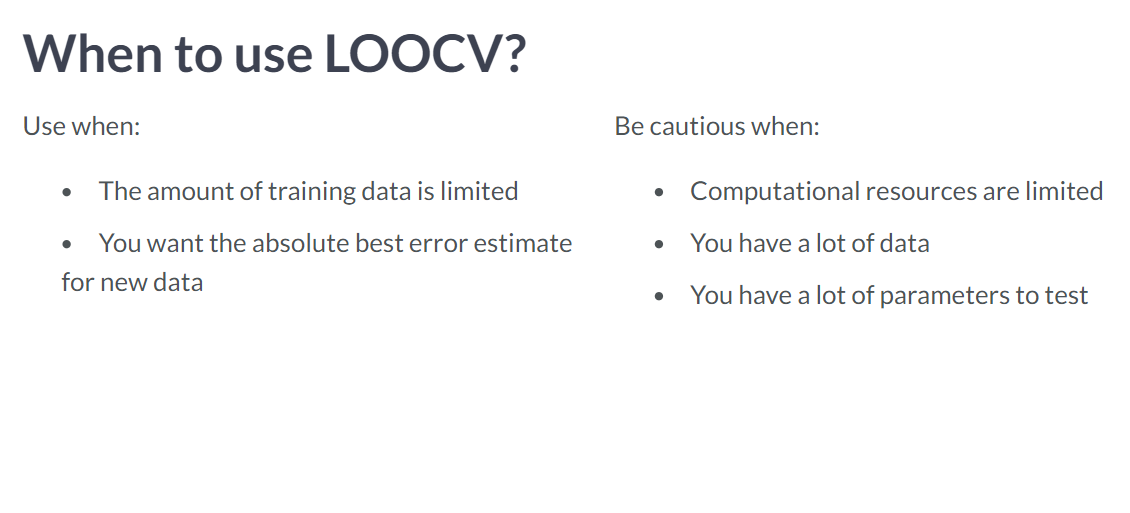 When to use LOOCV?
Use when:
• The amount of training data is limited
• You want the absolute best error estimate
for new data
Be cautious when:
• Computational resources are limited
• You have a lot of data
• You have a lot of parameters to test